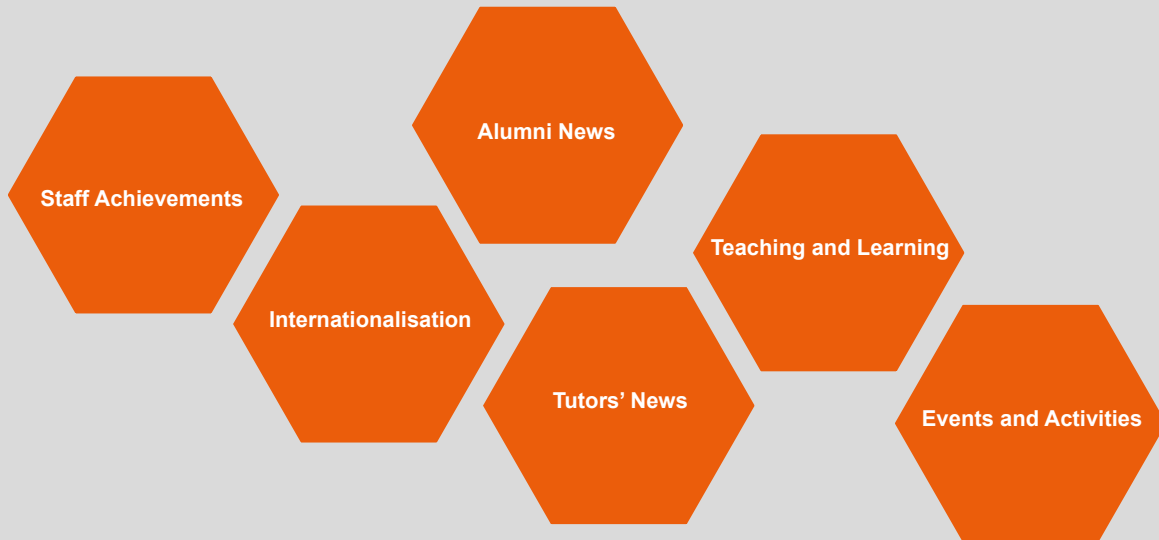 Alumni News
Staff Achievements
Teaching and Learning
Internationalisation
Tutors’ News
Events and Activities